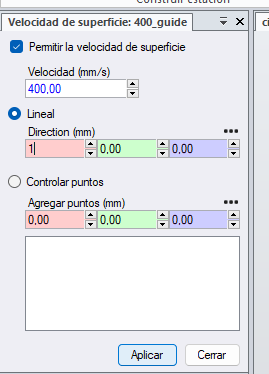 Construir estación
Velocidad de superficie: 400_guide
ci
Permitir la velocidad de superficie
Velocidad (mm/s)
400,00
Lineal
Direction (mm)
1 0,00 0,00
Controlar puntos
Agregar puntos (mm)
0,00 0,00 0,00
Aplicar Cerrar